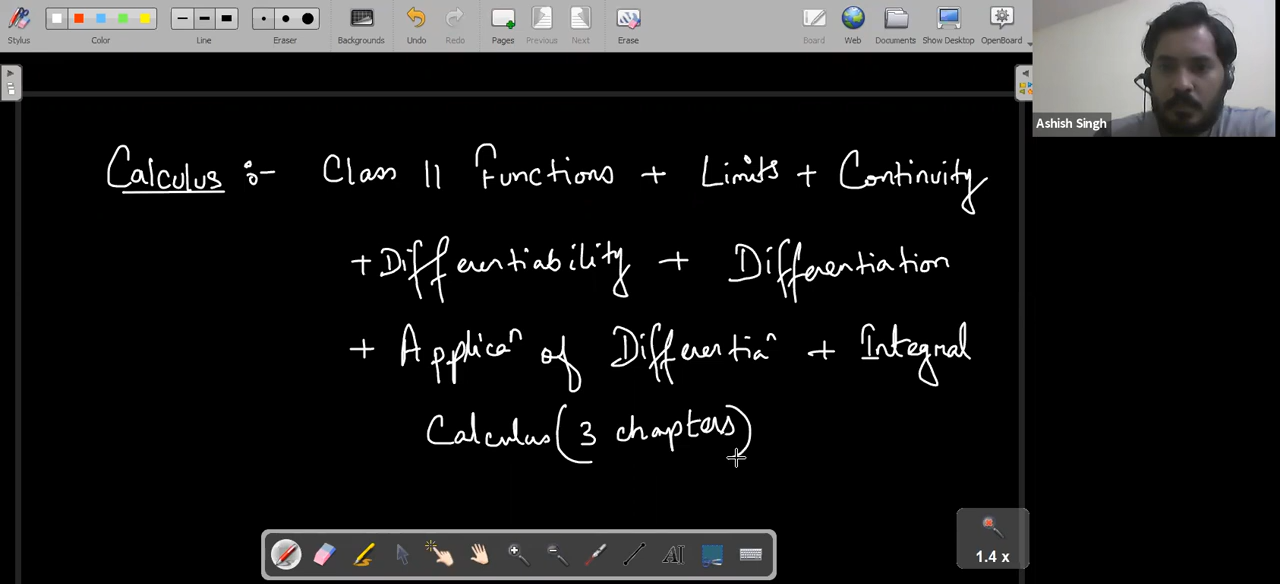 Stylus Color Line Eraser Backgrounds Undo Redo Pages Previous Next Erase Board Web Documents Show Desktop OpenBoard
Ashish Singh
Calculus :- Class 11 Functions + Limits + Continuity
+ Differentiability + Differentiation
+ Applicaⁿ of Differentiaⁿ + Integral
Calculus (3 chapters)
AI
1.4 x